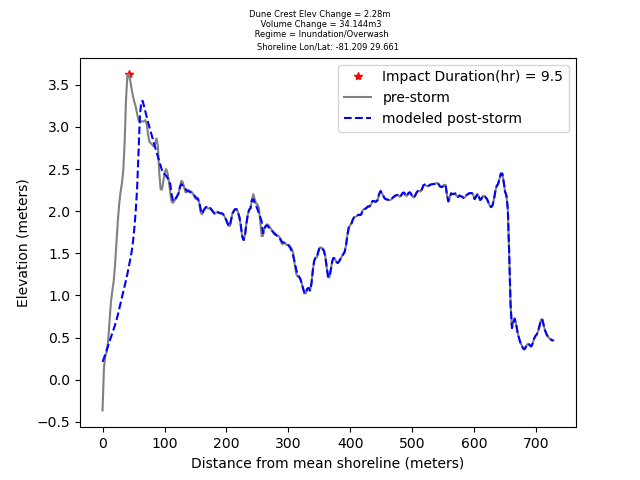 Dune Crest Elev Change = 2.28m
Volume Change = 34.144m3
Regime = Inundation/Overwash
Shoreline Lon/Lat: -81.209 29.661
Impact Duration(hr) = 9.5
pre-storm
modeled post-storm
Elevation (meters)
3.5
3.0
2.5
2.0
1.5
1.0
0.5
0.0
−0.5
0 100 200 300 400 500 600 700
Distance from mean shoreline (meters)